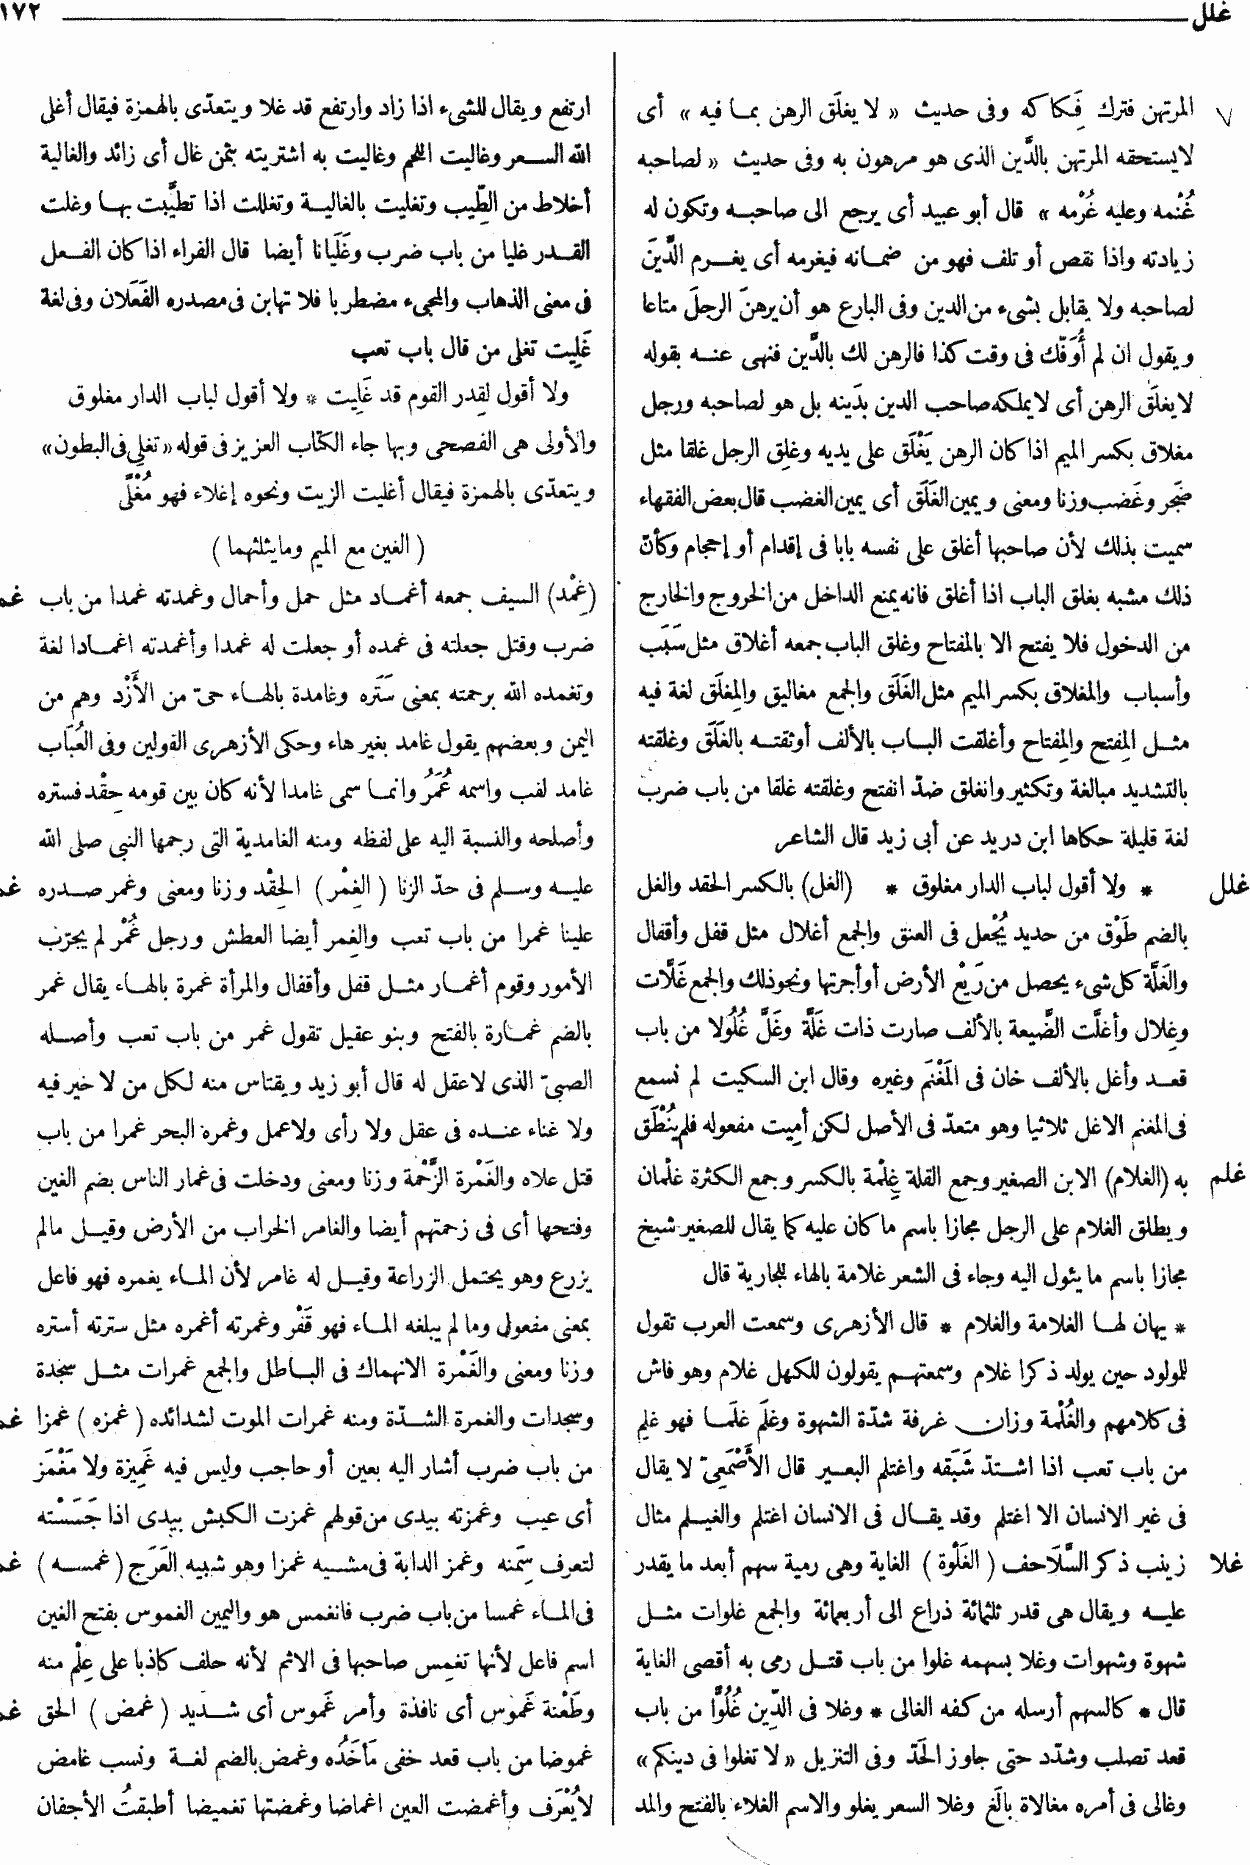 غلل
١٧٢
المرتهن فترك فَكاكه وفى حديث « لا يغلَق الرهن بما فيه » أى
لا يستحقه المرتهن بالدَّين الذى هو مرهون به وفى حديث « لصاحبه
غُنْمه وعليه غُرْمه » قال أبو عبيد أى يرجع الى صاحبه وتكون له
زيادته واذا نقص أو تلف فهو من ضمانه فيغرمه أى يغرم الدَّينَ
لصاحبه ولا يقابل بشىء من الدين وفى البارع هو أن يرهنَ الرجلَ متاعا
ويقول ان لم أُوَفّك فى وقت كذا فالرهن لك بالدَّين فنهى عنه بقوله
لا يغلَق الرهن أى لا يملكه صاحب الدين بدَينه بل هو لصاحبه ورجل
مغلاق بكسر الميم اذا كان الرهن يَغْلَق على يديه وغلِق الرجل غلقا مثل
ضَجَر وغَضب وزنا ومعنى ويمين الغَلَق أى يمين الغضب قال بعض الفقهاء
سميت بذلك لأن صاحبها أغلق على نفسه بابا فى إقدام أو إحجام وكأنّ
ذلك مشبه بغلق الباب اذا أغلق فانه يمنع الداخل من الخروج والخارج
من الدخول فلا يفتح الا بالمفتاح وغلق الباب جمعه أغلاق مثل سَبَب
وأسباب والمغلاق بكسر الميم مثل الغَلَق والجمع مغاليق والمِغلَق لغة فيه
مثل المِفتح والمِفتاح وأغلقت الباب بالألف أوثقته بالغَلَق وغلقته
بالتشديد مبالغة وتكثير وانغلق ضدّ انفتح وغلقته غلقا من باب ضرب
لغة قليلة حكاها ابن دريد عن أبى زيد قال الشاعر
* ولا أقول لباب الدار مغلوق * (الغل) بالكسر الحقد والغل
غلل
بالضم طَوْق من حديد يُجْعل فى العنق والجمع أغلال مثل قفل وأقفال
والغَلَّة كل شىء يحصل من رَيْع الأرض أو أجرتها ونحو ذلك والجمع غَلَّات
وغِلال وأغلَّت الضَّيعة بالألف صارت ذات غَلَّة وغَلَّ غُلُولا من باب
قعد وأغل بالألف خان فى المَغْنَم وغيره وقال ابن السكيت لم نسمع
فى المغنم الا غل ثلاثيا وهو متعدّ فى الأصل لكن أمِيت مفعوله فلم يُنْطَق
به (الغلام) الابن الصغير وجمع القلة غِلْمة بالكسر وجمع الكثرة غلْمان
غلم
ويطلق الغلام على الرجل مجازا باسم ما كان عليه كما يقال للصغير شيخ
مجازا باسم ما يئول اليه وجاء فى الشعر غلامة بالهاء للجارية قال
* يهان لها الغلامة والغلام * قال الأزهرى وسمعت العرب تقول
للمولود حين يولد ذكرا غلام وسمعتهم يقولون للكهل غلام وهو فاش
فى كلامهم والغُلْمة وزان غرفة شدّة الشهوة وغلَم غلَما فهو غلِم
من باب تعب اذا اشتدّ شَبَقه واغتلم البعير قال الأَصْمَعىّ لا يقال
فى غير الانسان الا اغتلم وقد يقال فى الانسان اغتلم والغيلم مثال
زينب ذكر السَّلَاحف (الغَلْوة) الغاية وهى رمية سهم أبعد ما يقدر
غلا
عليه ويقال هى قدر ثلثمائة ذراع الى أربعمائة والجمع غلوات مثل
شهوة وشهوات وغلا بسهمه غلوا من باب قتل رمى به أقصى الغاية
قال * كالسهم أرسله من كفه الغالى * وغلا فى الدّين غُلُوًّا من باب
قعد تصلب وشدّد حتى جاوز الحَدّ وفى التنزيل « لا تغلوا فى دينكم »
وغالى فى أمره مغالاة بالَغ وغلا السعر يغلو والاسم الغلاء بالفتح والمد
ارتفع ويقال للشىء اذا زاد وارتفع قد غلا ويتعدّى بالهمزة فيقال أغلى
الله السعر وغاليت اللحم وغاليت به اشتريته بثمن غال أى زائد والغالية
أخلاط من الطِّيب وتغليت بالغالية وتغللت اذا تطيَّبت بها وغلت
القدر غليا من باب ضرب وغَلَيانا أيضا قال الفراء اذا كان الفعل
فى معنى الذهاب والمجىء مضطربا فلا تهابن فى مصدره الفَعَلان وفى لغة
غَلِيت تغلى من قال باب تعب
ولا أقول لقِدر القوم قد غَلِيت * ولا أقول لباب الدار مغلوق
والأولى هى الفصحى وبها جاء الكتاب العزيز فى قوله « تغلِى فى البطون »
ويتعدّى بالهمزة فيقال أغليت الزيت ونحوه إغلاء فهو مُغْلًى
( الغين مع الميم وما يثلثهما )
(غِمْد) السيف جمعه أغماد مثل حمل وأحمال وغمدته غمدا من باب
ضرب وقتل جعلته فى غمده أو جعلت له غمدا وأغمدته اغمادا لغة
وتغمده الله برحمته بمعنى سَتَره وغامدة بالهاء حىّ من الأَزْد وهم من
اليمن وبعضهم يقول غامد بغير هاء وحكى الأزهرى القولين وفى العُبَاب
غامد لقب واسمه عُمَرُ وانما سمى غامدا لأنه كان بين قومه حِقْد فستره
وأصلحه والنسبة اليه على لفظه ومنه الغامدية التى رجمها النبى صلى الله
عليه وسلم فى حدّ الزنا (الغِمْر) الحِقْد وزنا ومعنى وغمر صدره
علينا غمرا من باب تعب والغِمر أيضا العطش ورجل غُمْر لم يجرّب
الأمور وقوم أغمار مثل قفل وأقفال والمرأة غمرة بالهاء يقال غمر
بالضم غمارة بالفتح وبنو عقيل تقول غمر من باب تعب وأصله
الصبىّ الذى لا عقل له قال أبو زيد ويقتاس منه لكل من لا خير فيه
ولا غناء عنده فى عقل ولا رأى ولا عمل وغمره البحر غمرا من باب
قتل علاه والغَمْرة الزَّحْمة وزنا ومعنى ودخلت فى غمار الناس بضم الغين
وفتحها أى فى زحمتهم أيضا والغامر الخراب من الأرض وقيل ما لم
يزرع وهو يحتمل الزراعة وقيل له غامر لأن الماء يغمره فهو فاعل
بمعنى مفعول وما لم يبلغه الماء فهو قَفْر وغمرته أغمره مثل سترته أستره
وزنا ومعنى والغَمْرة الانهماك فى الباطل والجمع غمرات مثل سجدة
وسجدات والغمرة الشدّة ومنه غمرات الموت لشدائده (غمزه) غمزا
من باب ضرب أشار اليه بعين أو حاجب وليس فيه غَمِيزة ولا مَغْمَز
أى عيب وغمزته بيدى من قولهم غمزت الكبش بيدى اذا جَسَسْته
لتعرف سِمَنه وغمز الدابة فى مشيه غمزا وهو شبيه العَرَج (غمسه)
فى الماء غمسا من باب ضرب فانغمس هو واليمين الغموس بفتح الغين
اسم فاعل لأنها تغمِس صاحبها فى الاثم لأنه حلف كاذبا على عِلْم منه
وطَعْنة غَموس أى نافذة وأمر غَموس أى شديد (غمض) الحق
غموضا من باب قعد خفى مَأخَذُه وغمض بالضم لغة ونسب غامض
لا يُعْرَف وأغمضت العين اغماضا وغمضتها تغميضا أطبقتُ الأجفان